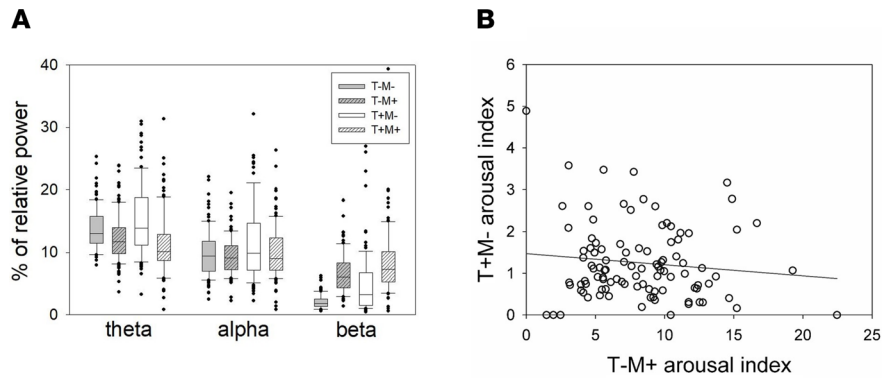 A
% of relative power
40
30
20
10
0
T-M-
T-M+
T+M-
T+M+
theta alpha beta
B
T+M- arousal index
6
5
4
3
2
1
0
0 5 10 15 20 25
T-M+ arousal index